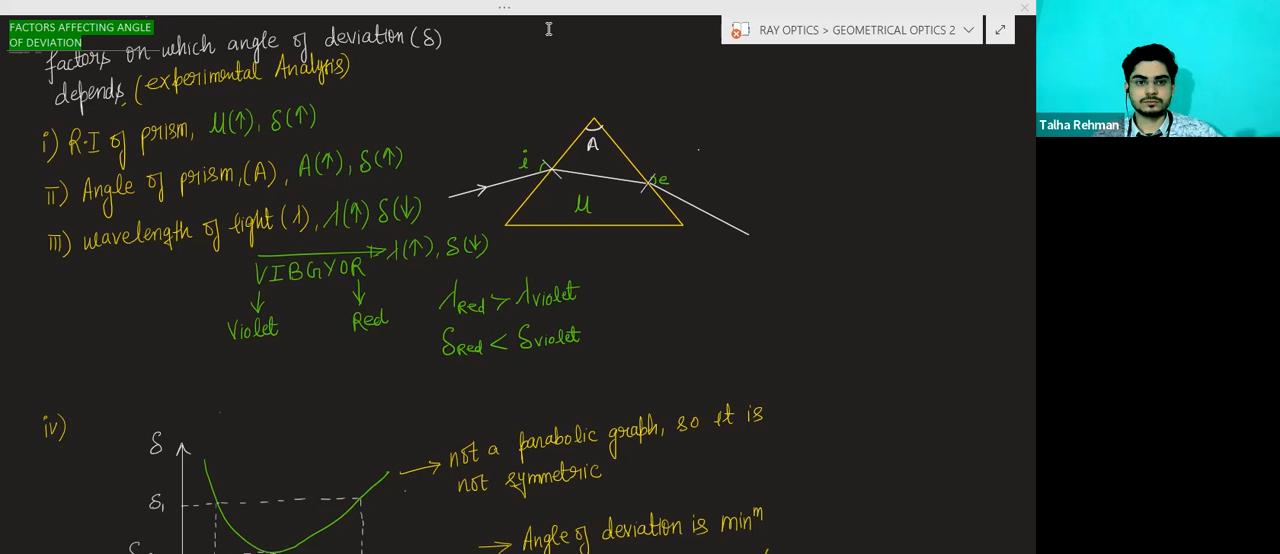 FACTORS AFFECTING ANGLE
OF DEVIATION
RAY OPTICS > GEOMETRICAL OPTICS 2
Talha Rehman
factors on which angle of deviation (δ)
depends, (experimental Analysis)
i) R.I of prism, μ(↑), δ(↑)
II) Angle of prism, (A), A(↑), δ(↑)
III) wavelength of light (λ), λ(↑) δ(↓)
VIBGYOR λ(↑), δ(↓)
Violet Red
λRed > λViolet
δRed < δViolet
A
i
e
μ
iv)
δ
δ₁
not a parabolic graph, so it is
not symmetric
Angle of deviation is minᵐ